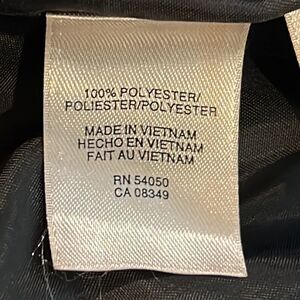 100% POLYESTER/
POLIESTER/POLYESTER
MADE IN VIETNAM
HECHO EN VIETNAM
FAIT AU VIETNAM
RN 54050
CA 08349